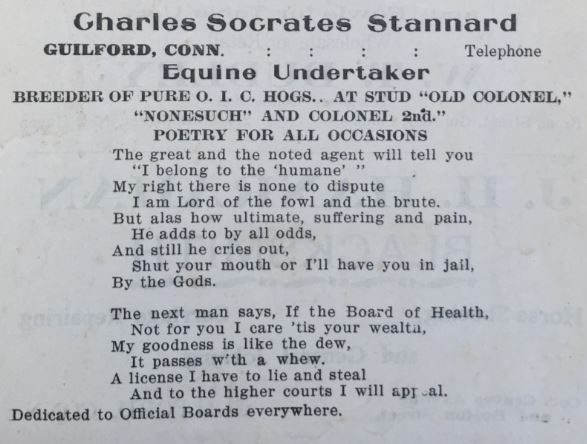 Charles Socrates Stannard
GUILFORD, CONN. : : Telephone
Equine Undertaker
BREEDER OF PURE O. I. C. HOGS.. AT STUD "OLD COLONEL,"
"NONESUCH" AND COLONEL 2nd."
POETRY FOR ALL OCCASIONS
The great and the noted agent will tell you
"I belong to the 'humane' "
My right there is none to dispute
I am Lord of the fowl and the brute.
But alas how ultimate, suffering and pain,
He adds to by all odds,
And still he cries out,
Shut your mouth or I'll have you in jail,
By the Gods.
The next man says, If the Board of Health,
Not for you I care 'tis your wealth,
My goodness is like the dew,
It passes with a whew.
A license I have to lie and steal
And to the higher courts I will appeal.
Dedicated to Official Boards everywhere.